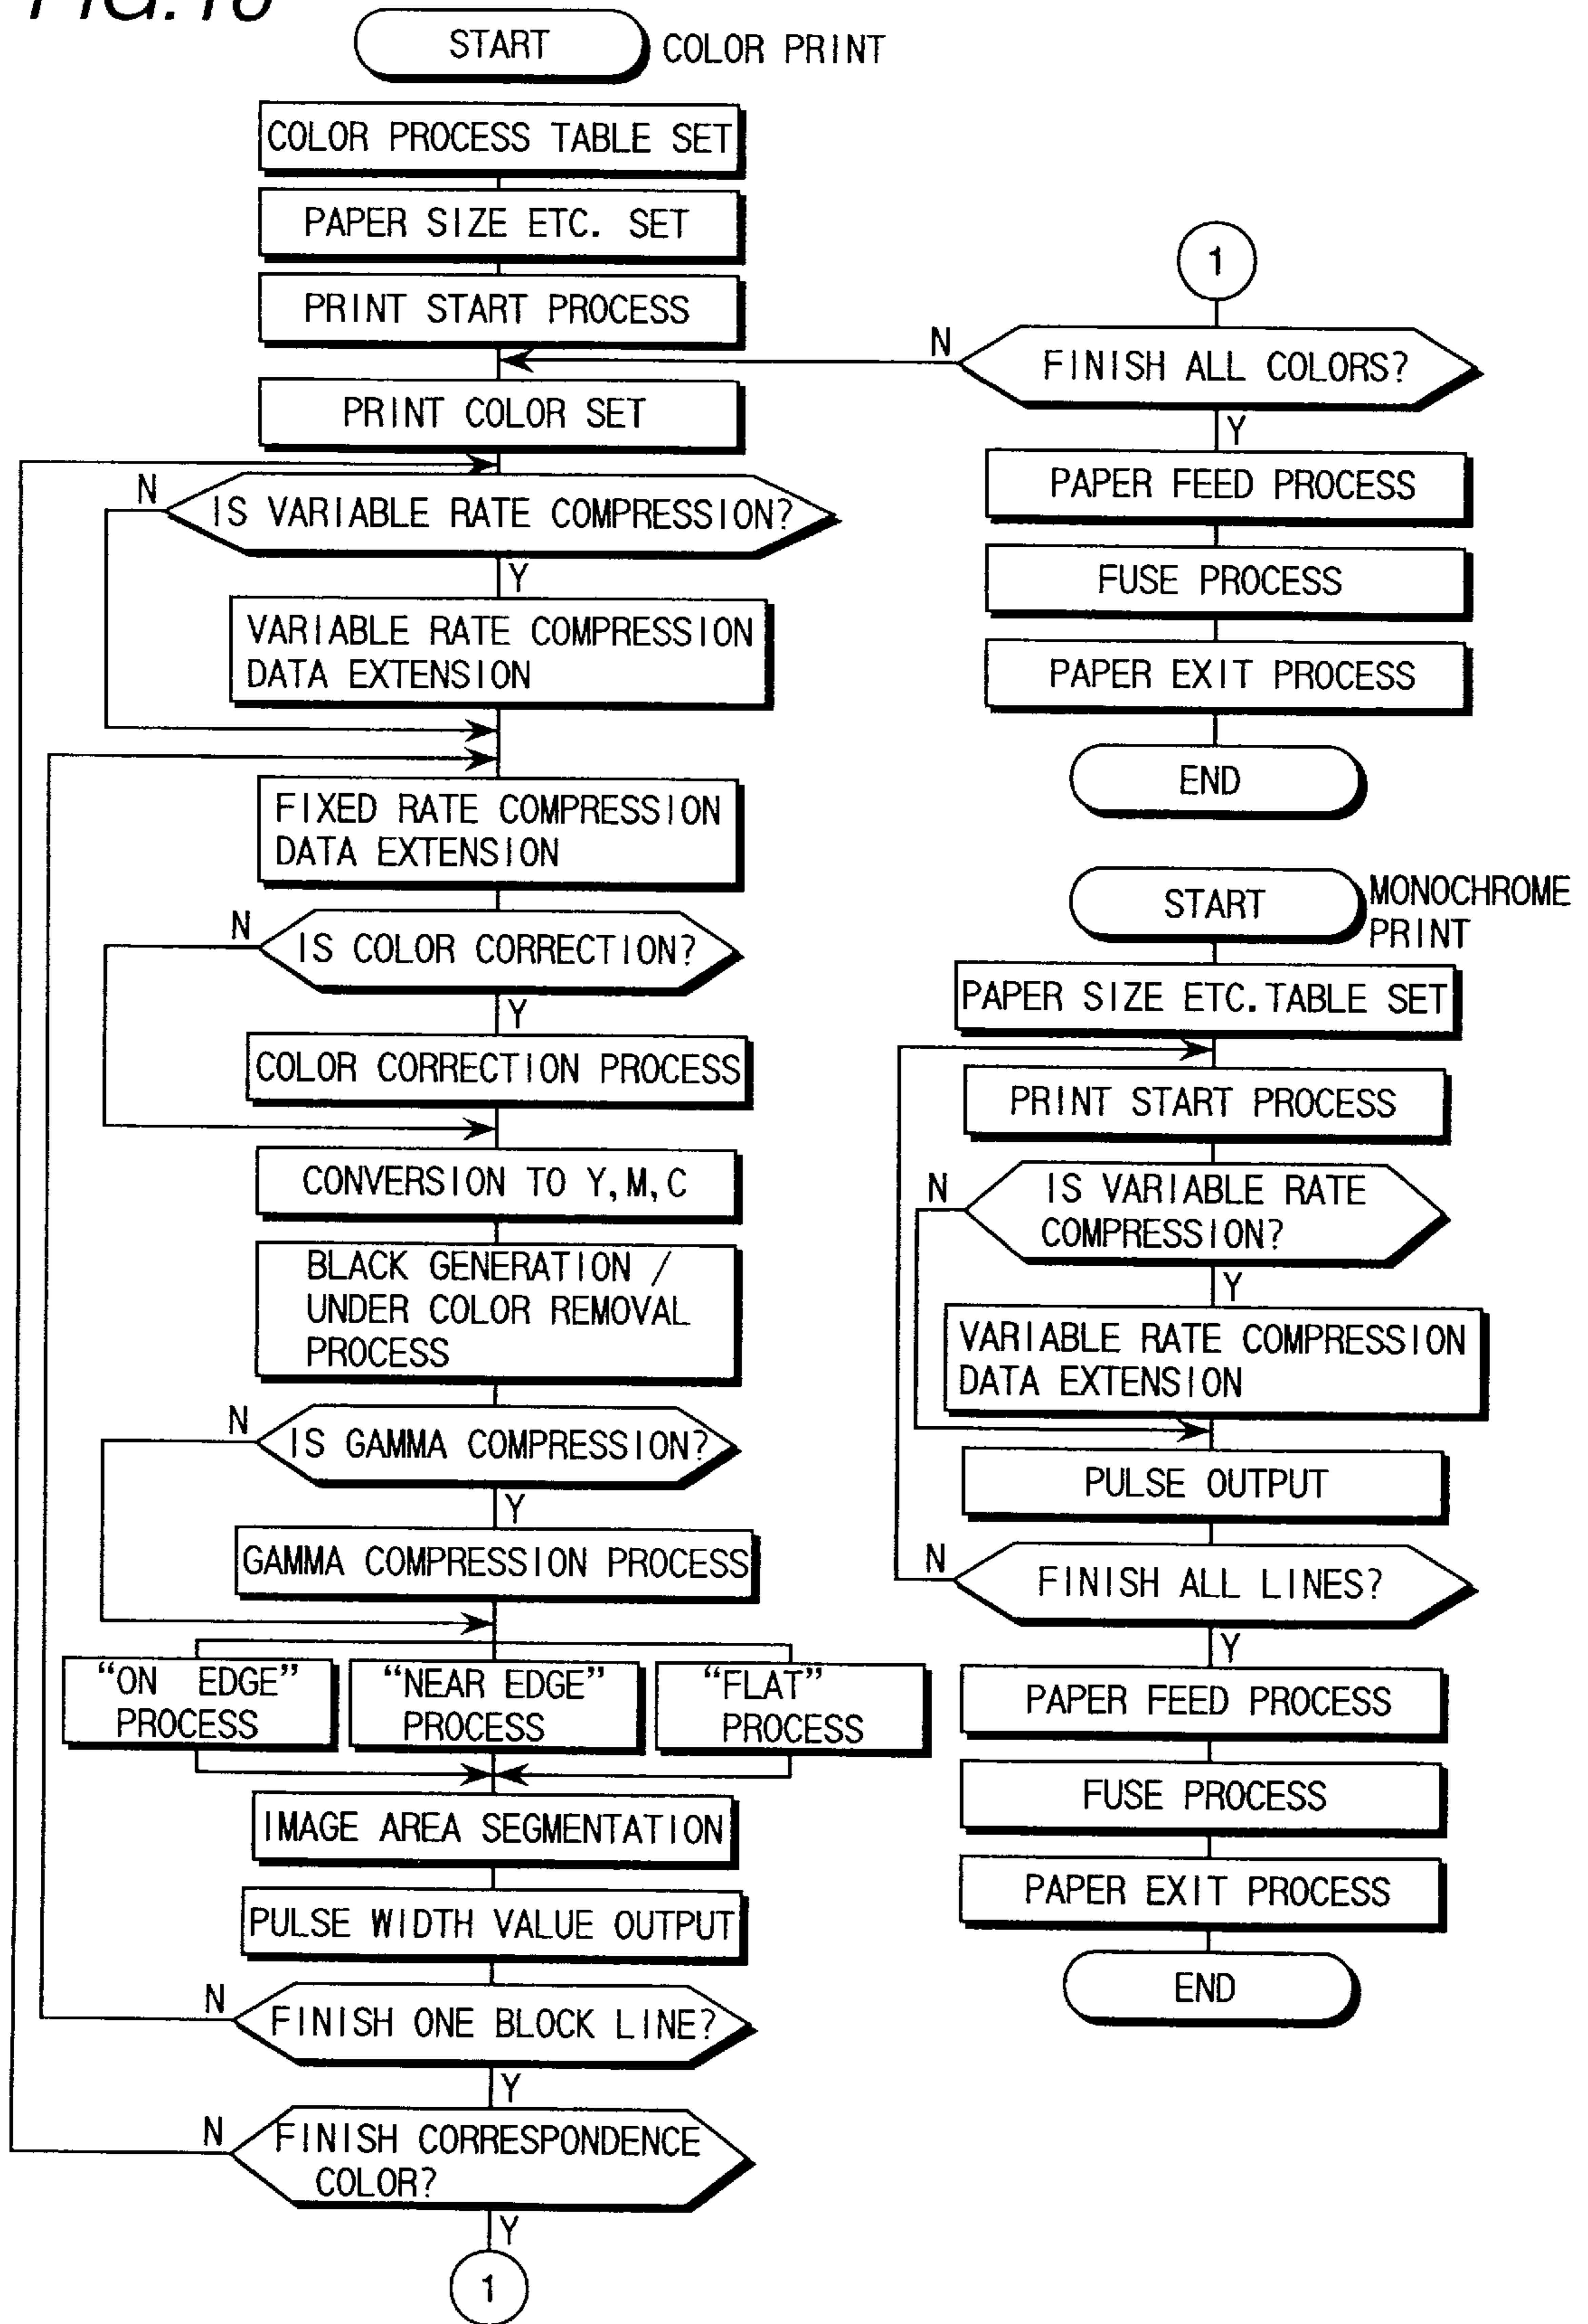 START
COLOR PRINT
COLOR PROCESS TABLE SET
PAPER SIZE ETC. SET
PRINT START PROCESS
PRINT COLOR SET
N
IS VARIABLE RATE COMPRESSION?
Y
VARIABLE RATE COMPRESSION
DATA EXTENSION
FIXED RATE COMPRESSION
DATA EXTENSION
N
IS COLOR CORRECTION?
Y
COLOR CORRECTION PROCESS
CONVERSION TO Y, M, C
BLACK GENERATION /
UNDER COLOR REMOVAL
PROCESS
N
IS GAMMA COMPRESSION?
Y
GAMMA COMPRESSION PROCESS
“ON EDGE”
PROCESS
“NEAR EDGE”
PROCESS
“FLAT”
PROCESS
IMAGE AREA SEGMENTATION
PULSE WIDTH VALUE OUTPUT
N
FINISH ONE BLOCK LINE?
Y
N
FINISH CORRESPONDENCE
COLOR?
Y
1
1
N
FINISH ALL COLORS?
Y
PAPER FEED PROCESS
FUSE PROCESS
PAPER EXIT PROCESS
END
START
MONOCHROME
PRINT
PAPER SIZE ETC. TABLE SET
PRINT START PROCESS
N
IS VARIABLE RATE
COMPRESSION?
Y
VARIABLE RATE COMPRESSION
DATA EXTENSION
PULSE OUTPUT
N
FINISH ALL LINES?
Y
PAPER FEED PROCESS
FUSE PROCESS
PAPER EXIT PROCESS
END